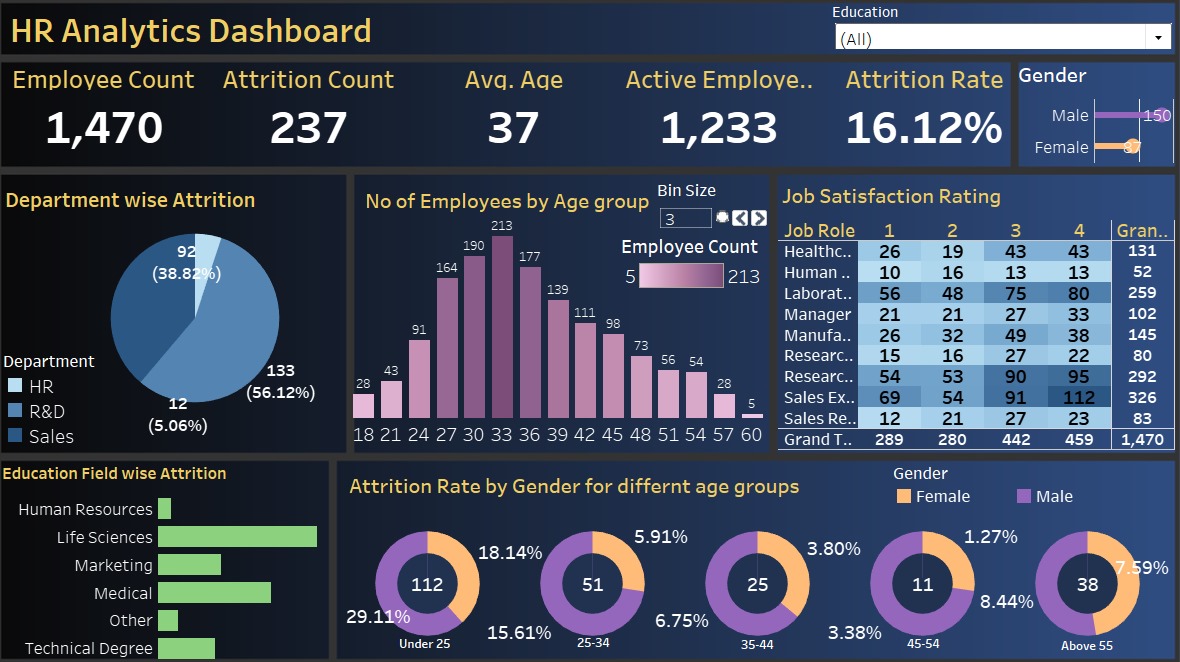 HR Analytics Dashboard
Education
(All)
Employee Count
Attrition Count
Avg. Age
Active Employe..
Attrition Rate
1,470
237
37
1,233
16.12%
Gender
Male
150
Female
87
Department wise Attrition
92
(38.82%)
133
(56.12%)
12
(5.06%)
Department
HR
R&D
Sales
No of Employees by Age group
Bin Size
3
Employee Count
5
213
28
43
91
164
190
213
177
139
111
98
73
56
54
28
5
18 21 24 27 30 33 36 39 42 45 48 51 54 57 60
Job Satisfaction Rating
Job Role 1 2 3 4 Gran..
Healthc.. 26 19 43 43 131
Human .. 10 16 13 13 52
Laborat.. 56 48 75 80 259
Manager 21 21 27 33 102
Manufa.. 26 32 49 38 145
Researc.. 15 16 27 22 80
Researc.. 54 53 90 95 292
Sales Ex.. 69 54 91 112 326
Sales Re.. 12 21 27 23 83
Grand T.. 289 280 442 459 1,470
Education Field wise Attrition
Human Resources
Life Sciences
Marketing
Medical
Other
Technical Degree
Attrition Rate by Gender for differnt age groups
Gender
Female
Male
18.14%
112
29.11%
Under 25
5.91%
51
15.61%
25-34
3.80%
25
6.75%
35-44
1.27%
11
3.38%
45-54
7.59%
38
8.44%
Above 55